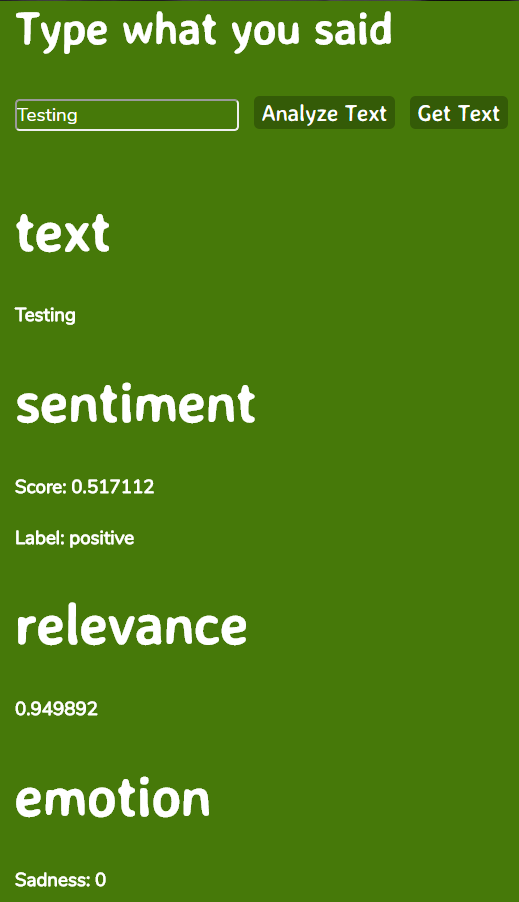 Type what you said
Testing Analyze Text Get Text
text
Testing
sentiment
Score: 0.517112
Label: positive
relevance
0.949892
emotion
Sadness: 0